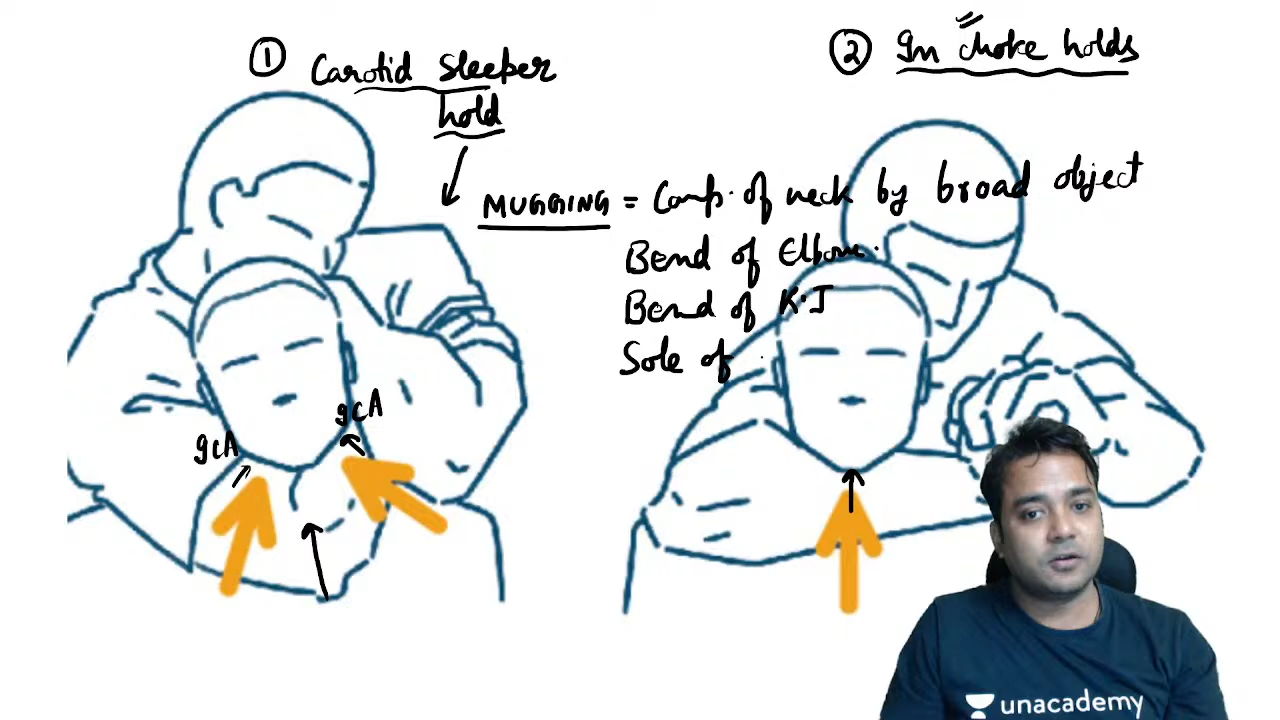 ① Carotid Sleeper
hold
② In choke holds
MUGGING = Comp. of neck by broad object
Bend of Elbow.
Bend of K.J
Sole of
gcA
gcA
unacademy